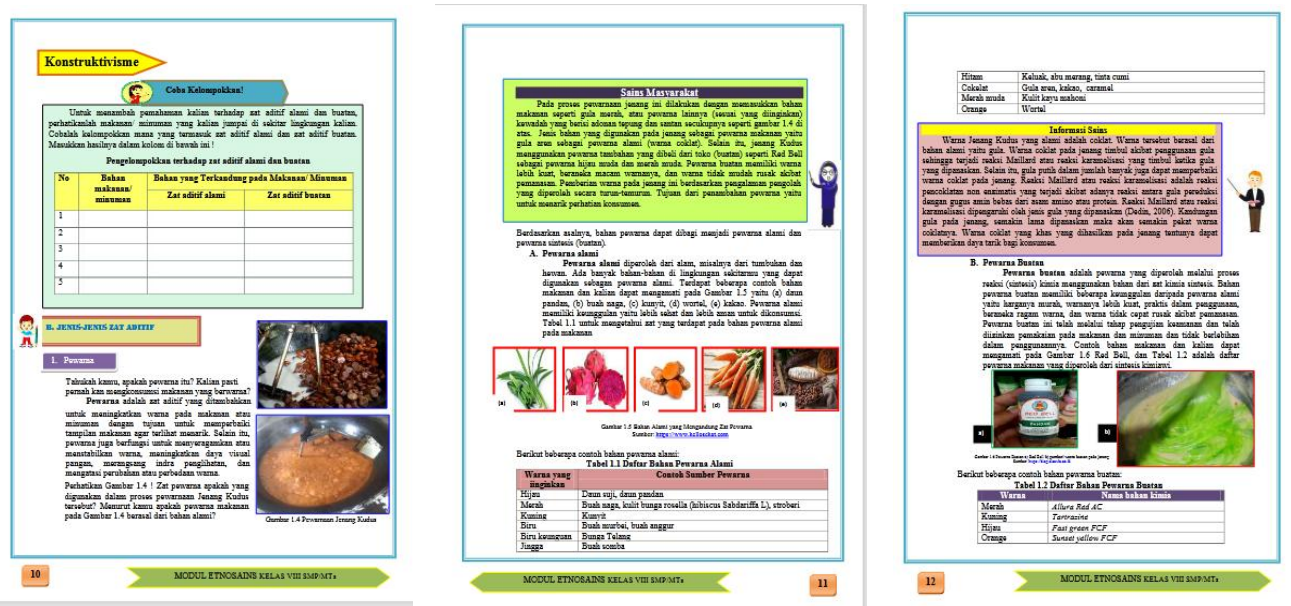 Konstruktivisme
Coba Kelompokkan!
Untuk menambah pemahaman kalian terhadap zat aditif alami dan buatan,
perhatikanlah makanan/ minuman yang kalian jumpai di sekitar lingkungan kalian.
Cobalah kelompokkan mana yang termasuk zat aditif alami dan zat aditif buatan.
Masukkan hasilnya dalam kolom di bawah ini !
Pengelompokkan terhadap zat aditif alami dan buatan
No Bahan makanan/ minuman Bahan yang Terkandung pada Makanan/ Minuman
Zat aditif alami Zat aditif buatan
1
2
3
4
5
B. JENIS-JENIS ZAT ADITIF
1. Pewarna
Tahukah kamu, apakah pewarna itu? Kalian pasti
pernah kan mengkonsumsi makanan yang berwarna?
Pewarna adalah zat aditif yang ditambahkan
untuk meningkatkan warna pada makanan atau
minuman dengan tujuan untuk memperbaiki
tampilan makanan agar terlihat menarik. Selain itu,
pewarna juga berfungsi untuk menyeragamkan atau
menstabilkan warna, meningkatkan daya visual
pangan, merangsang indra penglihatan, dan
mengatasi perubahan atau perbedaan warna.
Perhatikan Gambar 1.4 ! Zat pewarna apakah yang
digunakan dalam proses pewarnaan Jenang Kudus
tersebut? Menurut kamu apakah pewarna makanan
pada Gambar 1.4 berasal dari bahan alami?
Gambar 1.4 Pewarnaan Jenang Kudus
10
MODUL ETNOSAINS KELAS VIII SMP/MTs
Sains Masyarakat
Pada proses pewarnaan jenang ini dilakukan dengan memasukkan bahan
makanan seperti gula merah, atau pewarna lainnya (sesuai yang diinginkan)
kewadah yang berisi adonan tepung dan santan secukupnya seperti gambar 1.4 di
atas. Jenis bahan yang digunakan pada jenang sebagai pewarna makanan yaitu
gula aren sebagai pewarna alami (warna coklat). Selain itu, jenang Kudus
menggunakan pewarna tambahan yang dibeli dari toko (buatan) seperti Red Bell
sebagai pewarna hijau muda dan merah muda. Pewarna buatan memiliki warna
lebih kuat, beraneka macam warnanya, dan warna tidak mudah rusak akibat
pemanasan. Pemberian warna pada jenang ini berdasarkan pengalaman pengolah
yang diperoleh secara turun-temurun. Tujuan dari penambahan pewarna yaitu
untuk menarik perhatian konsumen.
Berdasarkan asalnya, bahan pewarna dapat dibagi menjadi pewarna alami dan
pewarna sintesis (buatan).
A. Pewarna alami
Pewarna alami diperoleh dari alam, misalnya dari tumbuhan dan
hewan. Ada banyak bahan-bahan di lingkungan sekitarmu yang dapat
digunakan sebagai pewarna alami. Terdapat beberapa contoh bahan
makanan dan kalian dapat mengamati pada Gambar 1.5 yaitu (a) daun
pandan, (b) buah naga, (c) kunyit, (d) wortel, (e) kakao. Pewarna alami
memiliki keunggulan yaitu lebih sehat dan lebih aman untuk dikonsumsi.
Tabel 1.1 untuk mengetahui zat yang terdapat pada bahan pewarna alami
pada makanan
(a) (b) (c) (d) (e)
Gambar 1.5 Bahan Alami yang Mengandung Zat Pewarna
Sumber: https://www.hellosehat.com
Berikut beberapa contoh bahan pewarna alami:
Tabel 1.1 Daftar Bahan Pewarna Alami
Warna yang iinginkan Contoh Sumber Pewarna
Hijau Daun suji, daun pandan
Merah Buah naga, kulit bunga rosella (hibiscus Sabdariffa L), stroberi
Kuning Kunyit
Biru Buah murbei, buah anggur
Biru keunguan Bunga Telang
Jingga Buah somba
MODUL ETNOSAINS KELAS VIII SMP/MTs
11
Hitam Keluak, abu merang, tinta cumi
Cokelat Gula aren, kakao, caramel
Merah muda Kulit kayu mahoni
Orange Wortel
Informasi Sains
Warna Jenang Kudus yang alami adalah coklat. Warna tersebut berasal dari
bahan alami yaitu gula. Warna coklat pada jenang timbul akibat penggunaan gula
sehingga terjadi reaksi Maillard atau reaksi karamelisasi yang timbul ketika gula
yang dipanaskan. Selain itu, gula putih dalam jumlah banyak juga dapat memperbaiki
warna coklat pada jenang. Reaksi Maillard atau reaksi karamelisasi adalah reaksi
pencoklatan non enzimatis yang terjadi akibat adanya reaksi antara gula pereduksi
dengan gugus amin bebas dari asam amino atau protein. Reaksi Maillard atau reaksi
karamelisasi dipengaruhi oleh jenis gula yang dipanaskan (Dedin, 2006). Kandungan
gula pada jenang, semakin lama dipanaskan maka akan semakin pekat warna
coklatnya. Warna coklat yang khas yang dihasilkan pada jenang tentunya dapat
memberikan daya tarik bagi konsumen.
B. Pewarna Buatan
Pewarna buatan adalah pewarna yang diperoleh melalui proses
reaksi (sintesis) kimia menggunakan bahan dari zat kimia sintesis. Bahan
pewarna buatan memiliki beberapa keunggulan daripada pewarna alami
yaitu harganya murah, warnanya lebih kuat, praktis dalam penggunaan,
beraneka ragam warna, dan warna tidak cepat rusak akibat pemanasan.
Pewarna buatan ini telah melalui tahap pengujian keamanan dan telah
diizinkan pemakaian pada makanan dan minuman dan tidak berlebihan
dalam penggunaannya. Contoh bahan makanan dan kalian dapat
mengamati pada Gambar 1.6 Red Bell, dan Tabel 1.2 adalah daftar
pewarna makanan yang diperoleh dari sintesis kimiawi.
a) b)
Berikut beberapa contoh bahan pewarna buatan:
Tabel 1.2 Daftar Bahan Pewarna Buatan
Warna Nama bahan kimia
Merah Allura Red AC
Kuning Tartrazine
Hijau Fast green FCF
Orange Sunset yellow FCF
12
MODUL ETNOSAINS KELAS VIII SMP/MTs